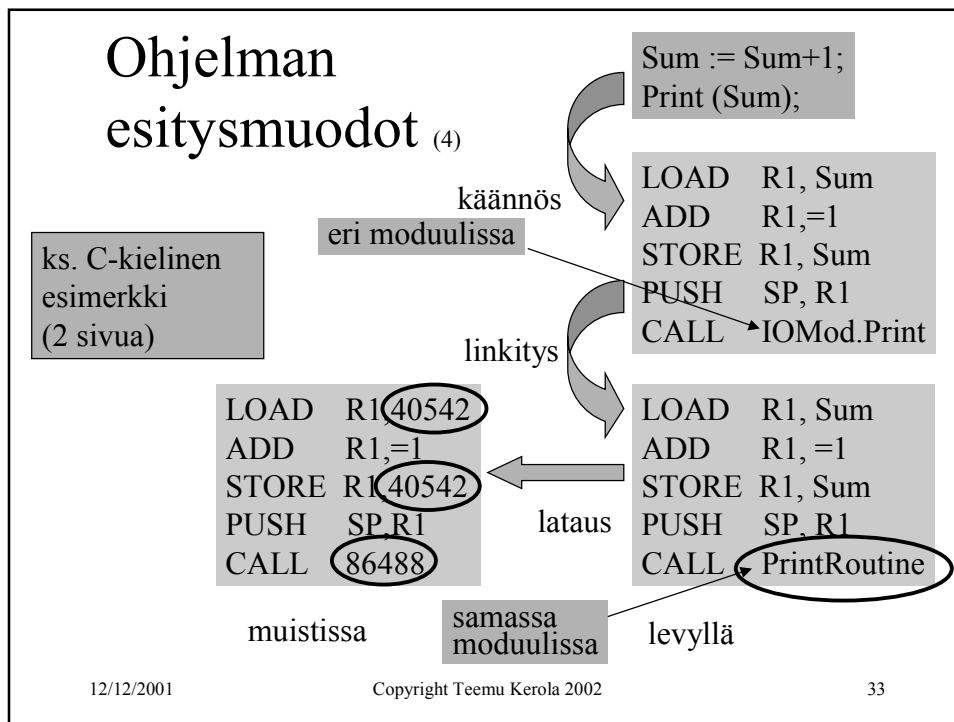 Ohjelman
esitysmuodot (4)
Sum := Sum+1;
Print (Sum);
käännös
LOAD R1, Sum
ADD R1,=1
STORE R1, Sum
PUSH SP, R1
CALL IOMod.Print
eri moduulissa
ks. C-kielinen
esimerkki
(2 sivua)
linkitys
LOAD R1, Sum
ADD R1, =1
STORE R1, Sum
PUSH SP, R1
CALL PrintRoutine
lataus
LOAD R1,40542
ADD R1,=1
STORE R1,40542
PUSH SP,R1
CALL 86488
muistissa
samassa
moduulissa
levyllä
12/12/2001 Copyright Teemu Kerola 2002 33